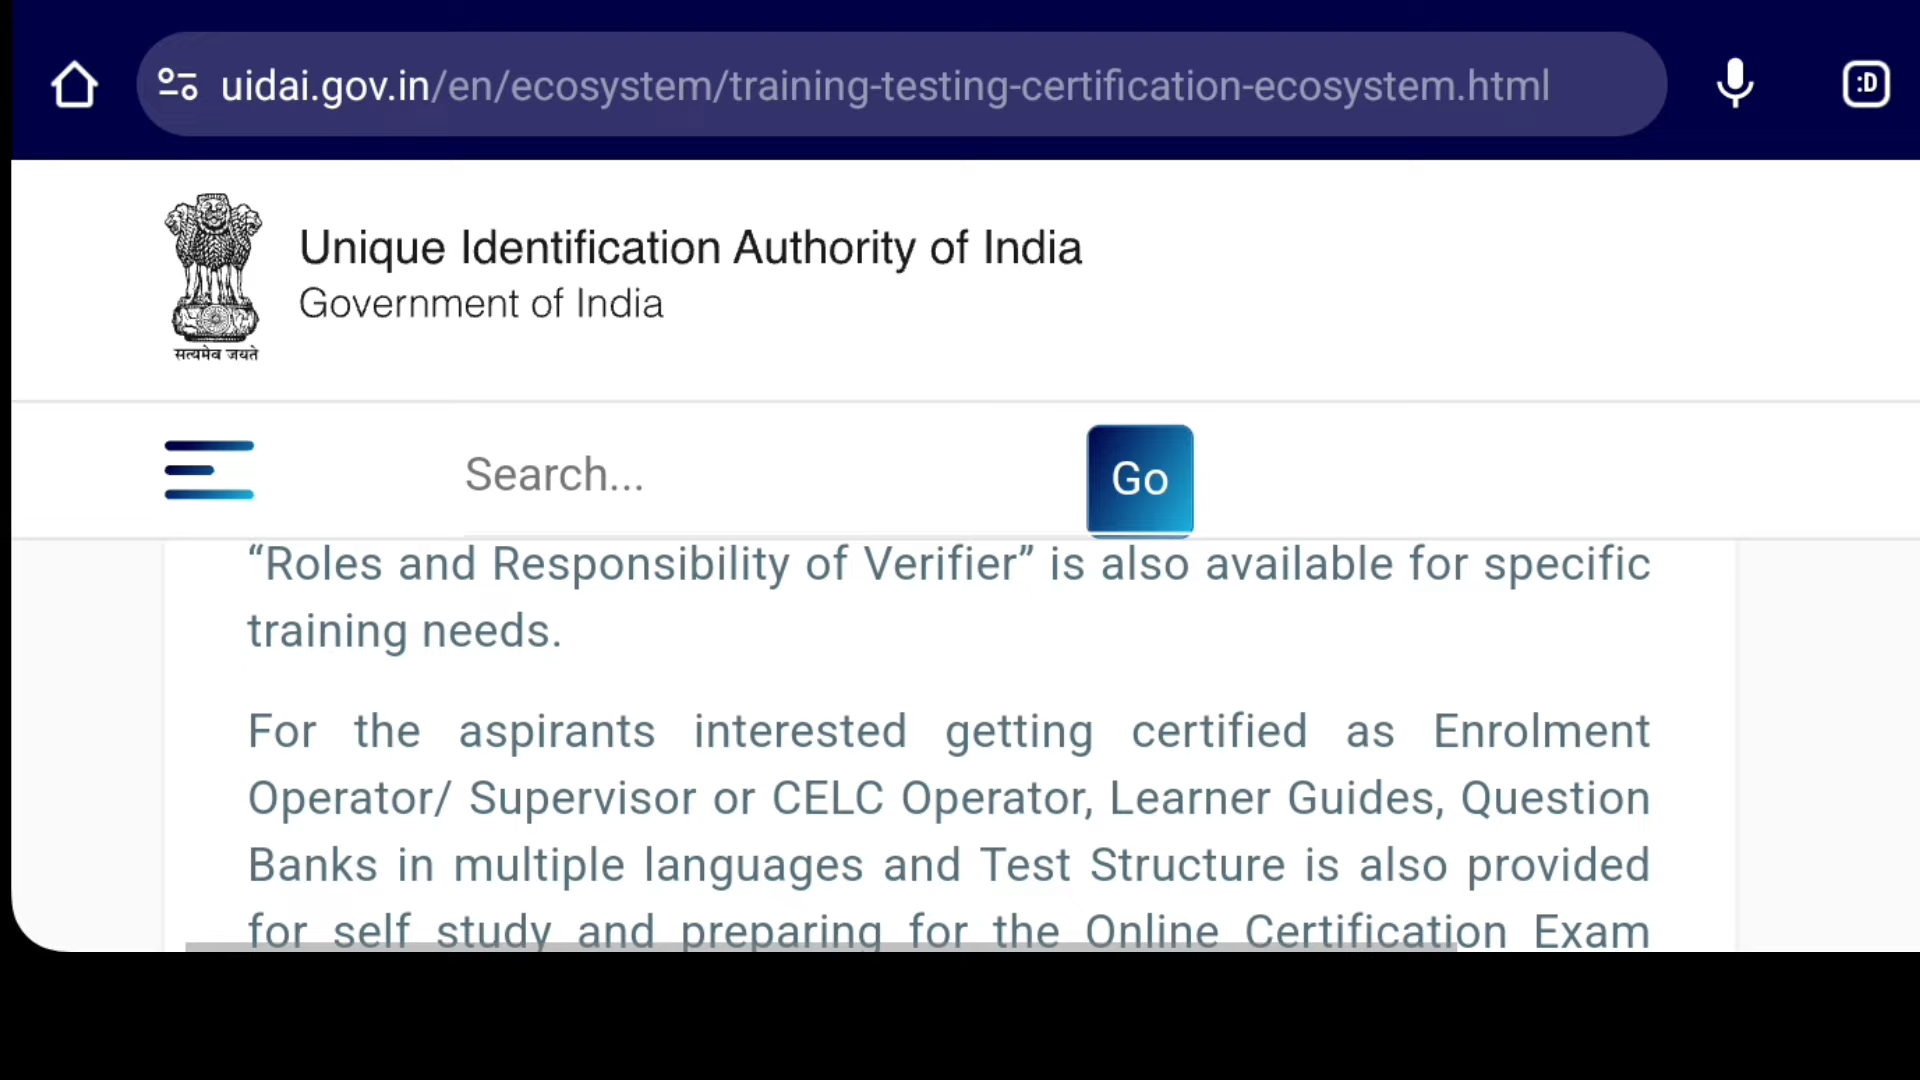 uidai.gov.in/en/ecosystem/training-testing-certification-ecosystem.html
:D
Unique Identification Authority of India
Government of India
सत्यमेव जयते
Search...
Go
“Roles and Responsibility of Verifier” is also available for specific
training needs.
For the aspirants interested getting certified as Enrolment
Operator/ Supervisor or CELC Operator, Learner Guides, Question
Banks in multiple languages and Test Structure is also provided
for self study and preparing for the Online Certification Exam